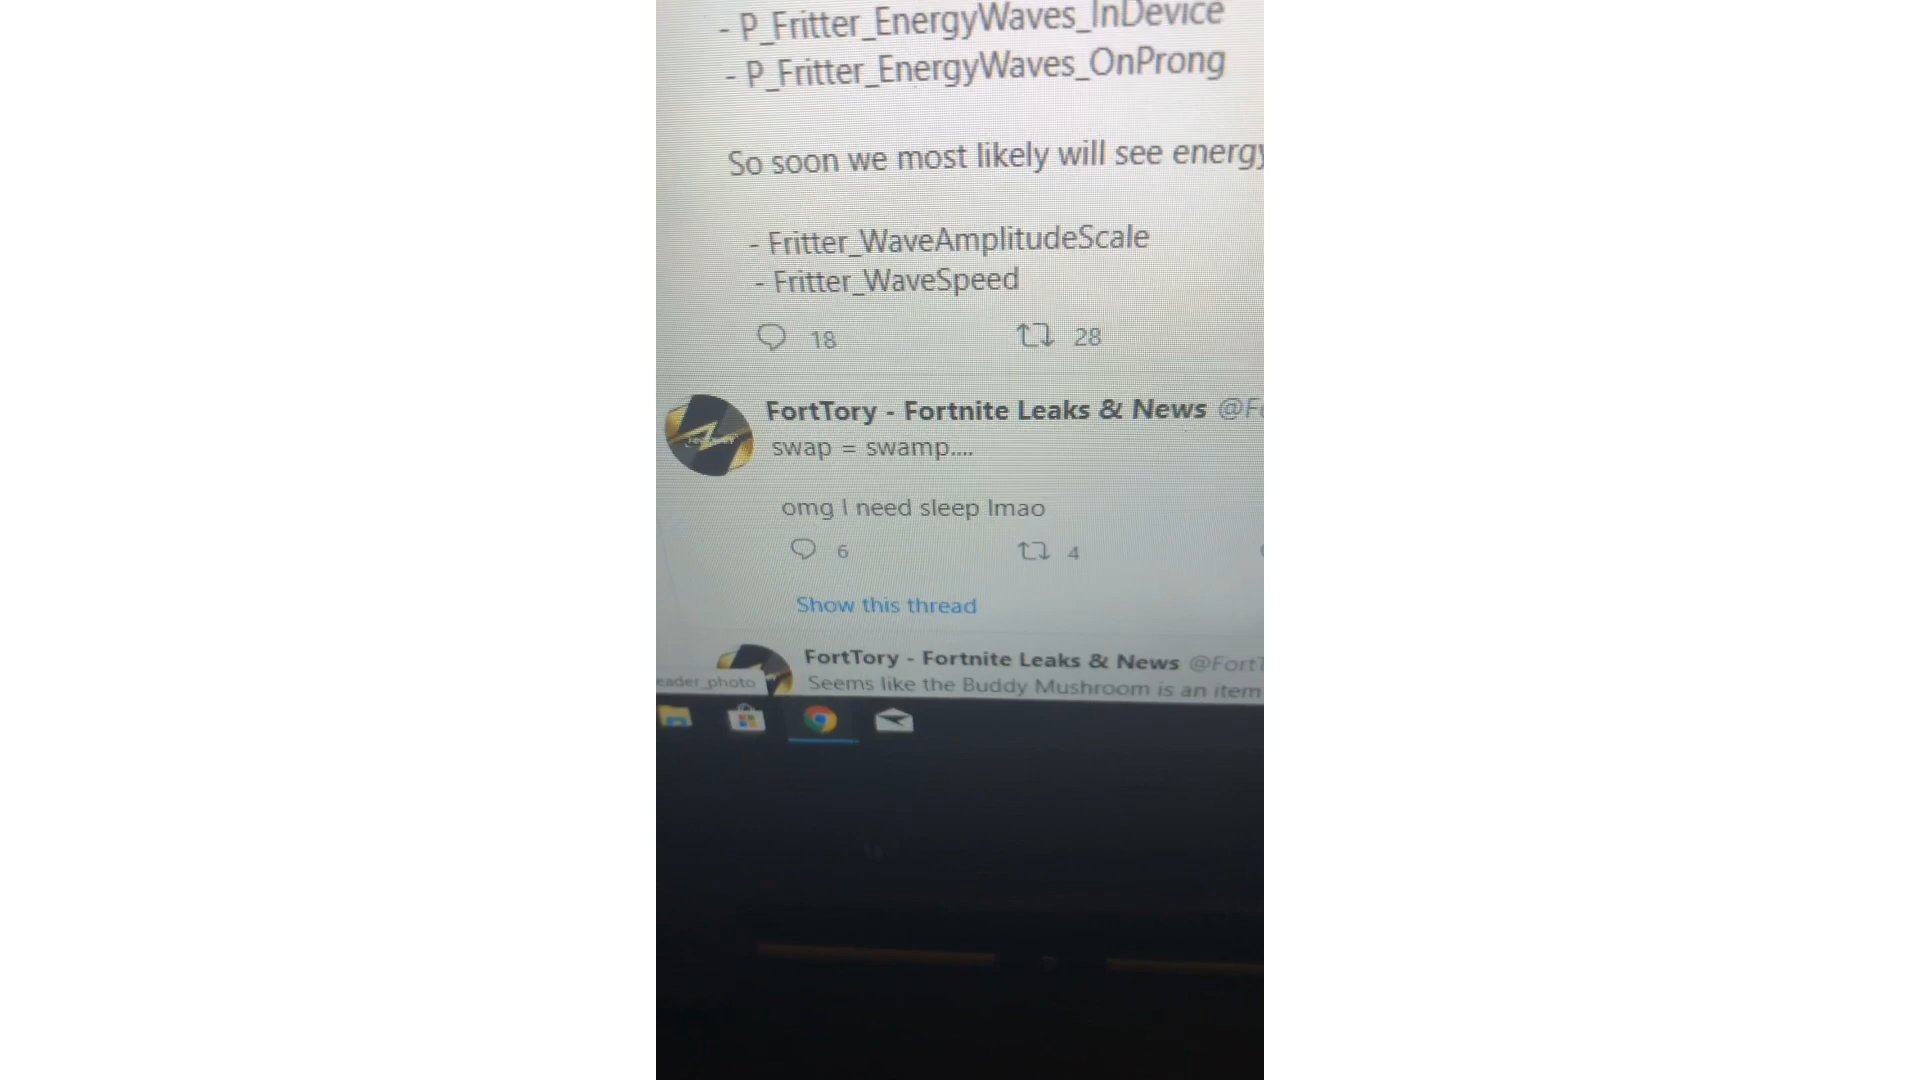 - P_Fritter_EnergyWaves_InDevice
- P_Fritter_EnergyWaves_OnProng
So soon we most likely will see energy
- Fritter_WaveAmplitudeScale
- Fritter_WaveSpeed
18 28
FortTory - Fortnite Leaks & News @Fo
swap = swamp....
omg I need sleep lmao
6 4
Show this thread
FortTory - Fortnite Leaks & News @FortT
eader_photo
Seems like the Buddy Mushroom is an item